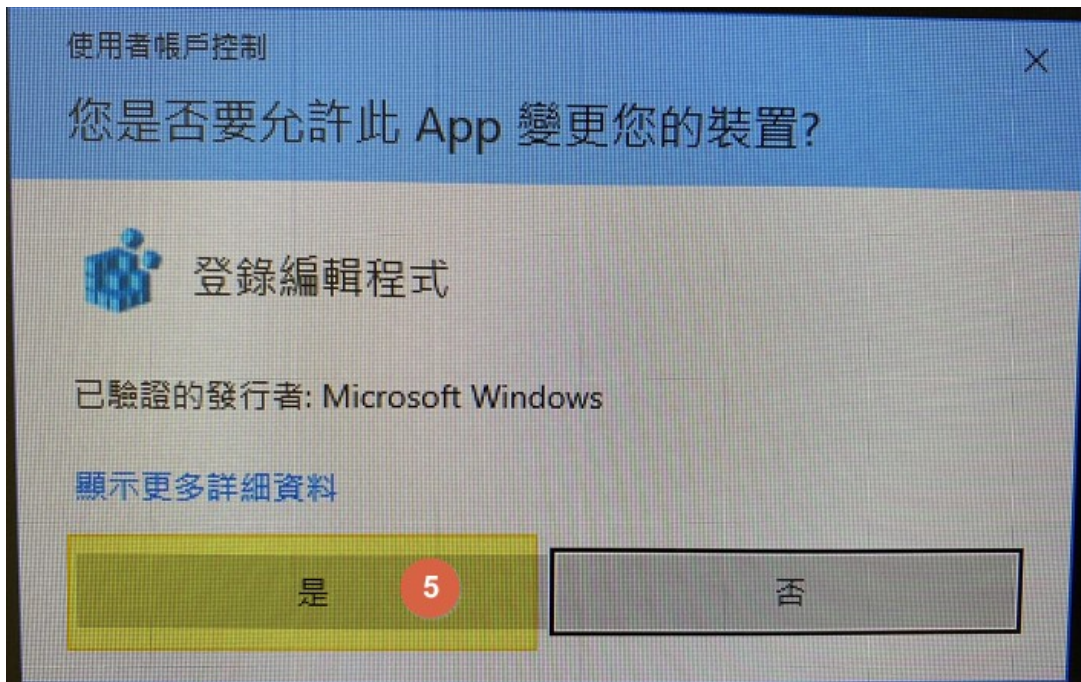 使用者帳戶控制
您是否要允許此 App 變更您的裝置?
登錄編輯程式
已驗證的發行者: Microsoft Windows
顯示更多詳細資料
是 5 否